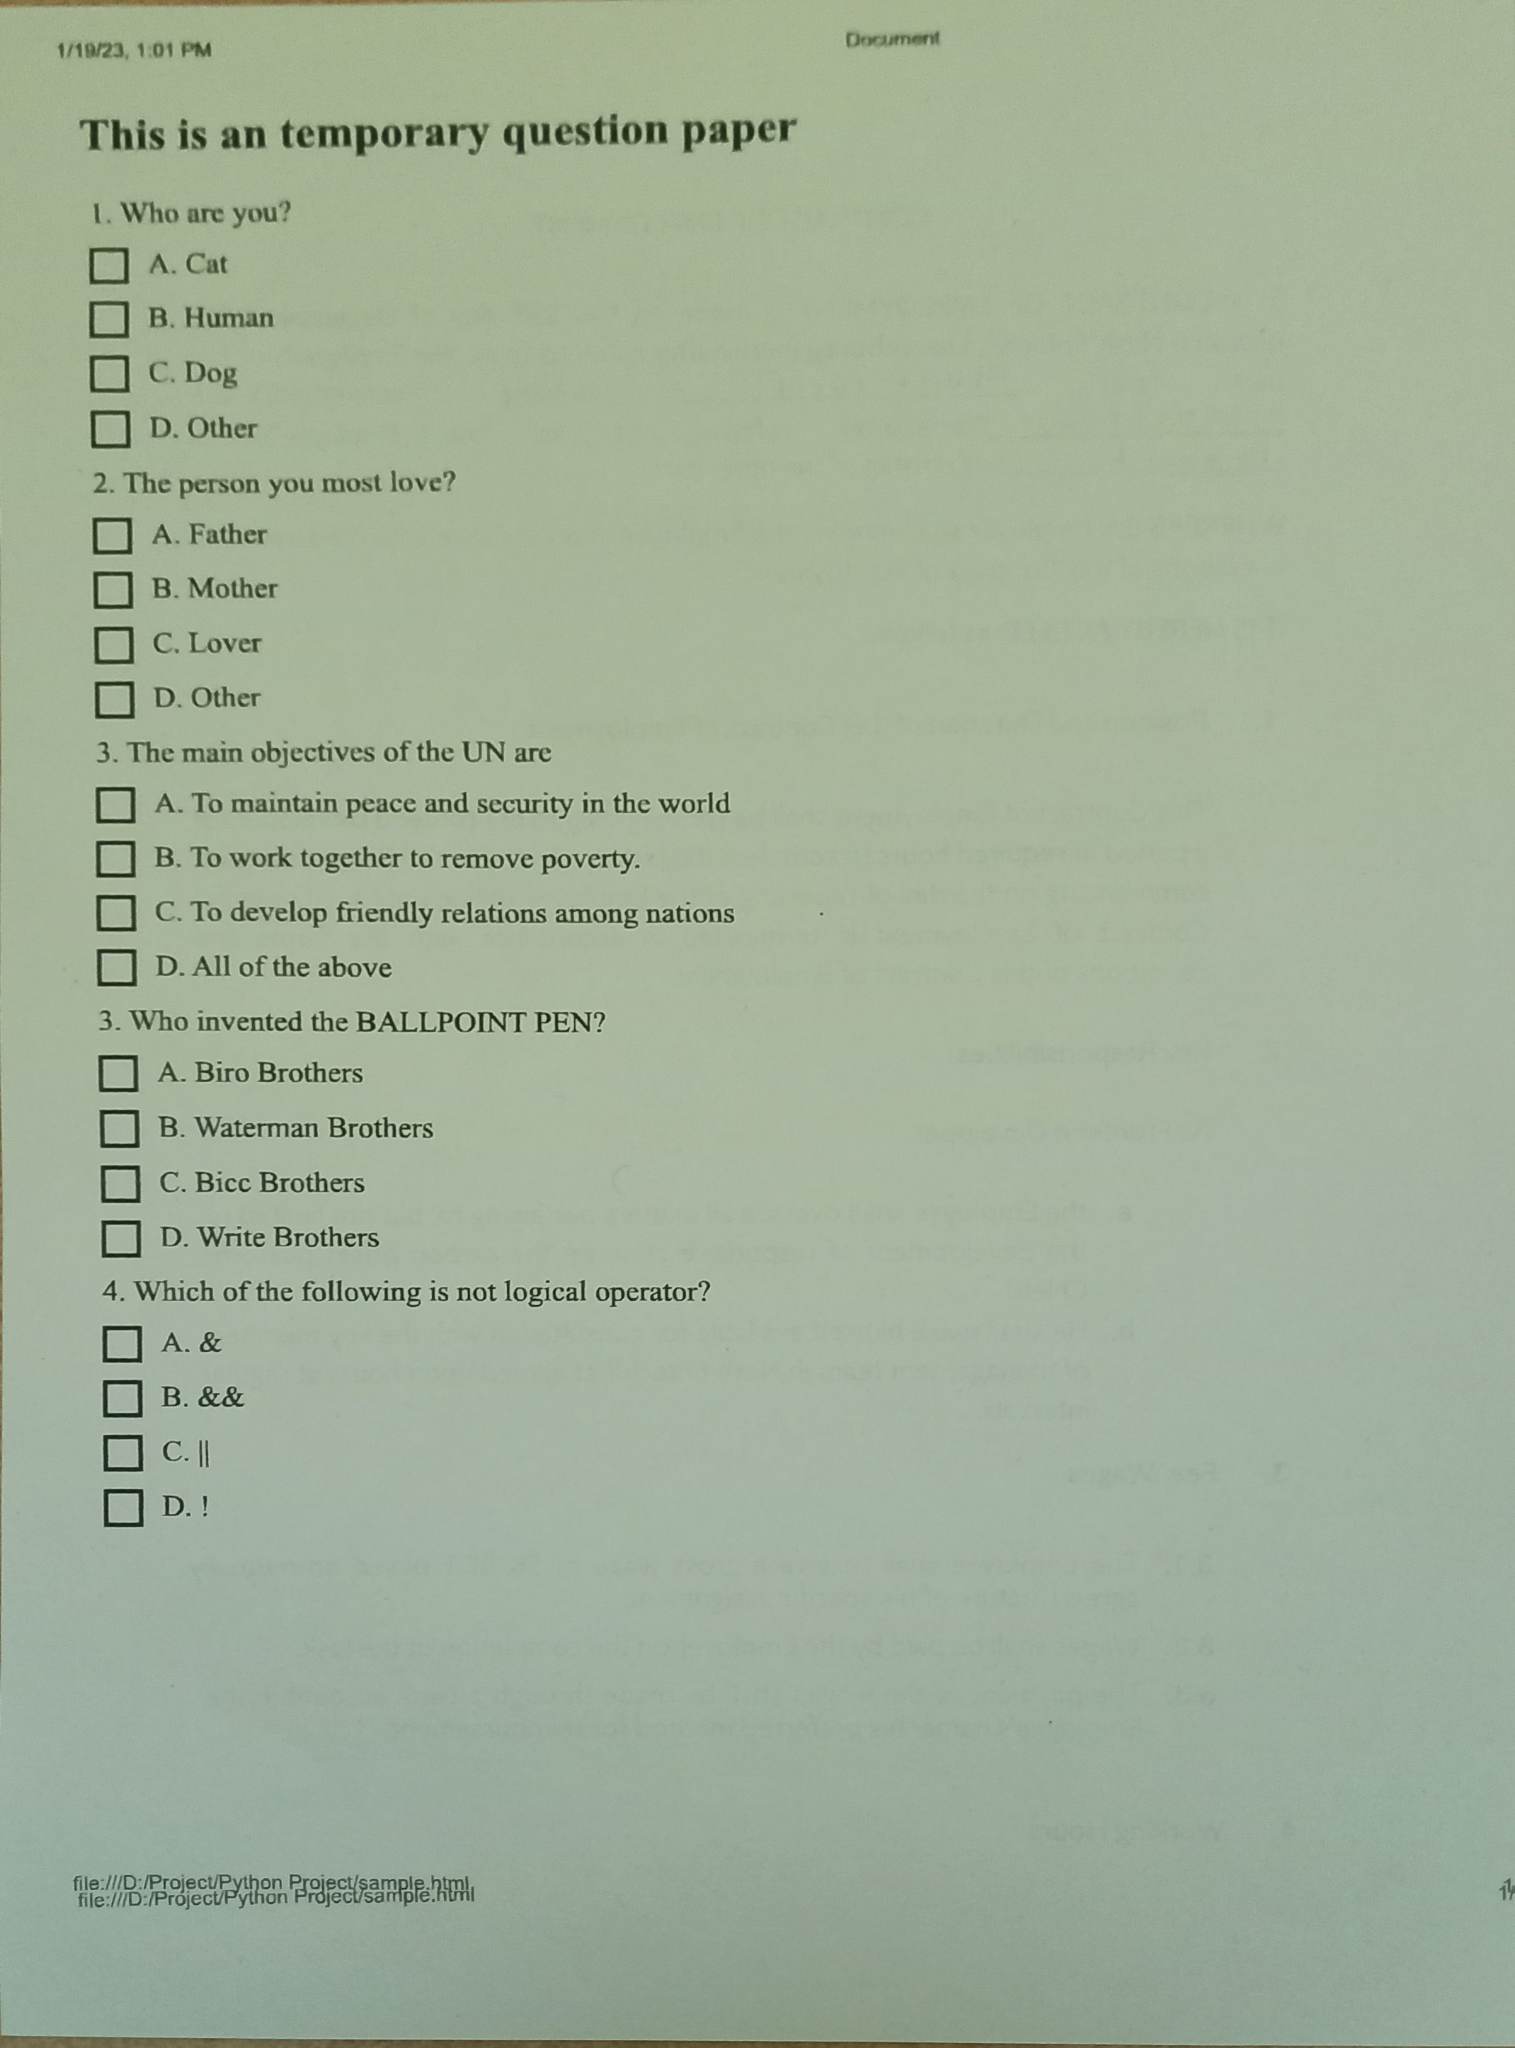 1/19/23, 1:01 PM
Document
This is an temporary question paper
1. Who are you?
A. Cat
B. Human
C. Dog
D. Other
2. The person you most love?
A. Father
B. Mother
C. Lover
D. Other
3. The main objectives of the UN are
A. To maintain peace and security in the world
B. To work together to remove poverty.
C. To develop friendly relations among nations
D. All of the above
3. Who invented the BALLPOINT PEN?
A. Biro Brothers
B. Waterman Brothers
C. Bicc Brothers
D. Write Brothers
4. Which of the following is not logical operator?
A. &
B. &&
C. ||
D. !
file:///D:/Project/Python Project/sample.html
file:///D:/Project/Python Project/sample.html